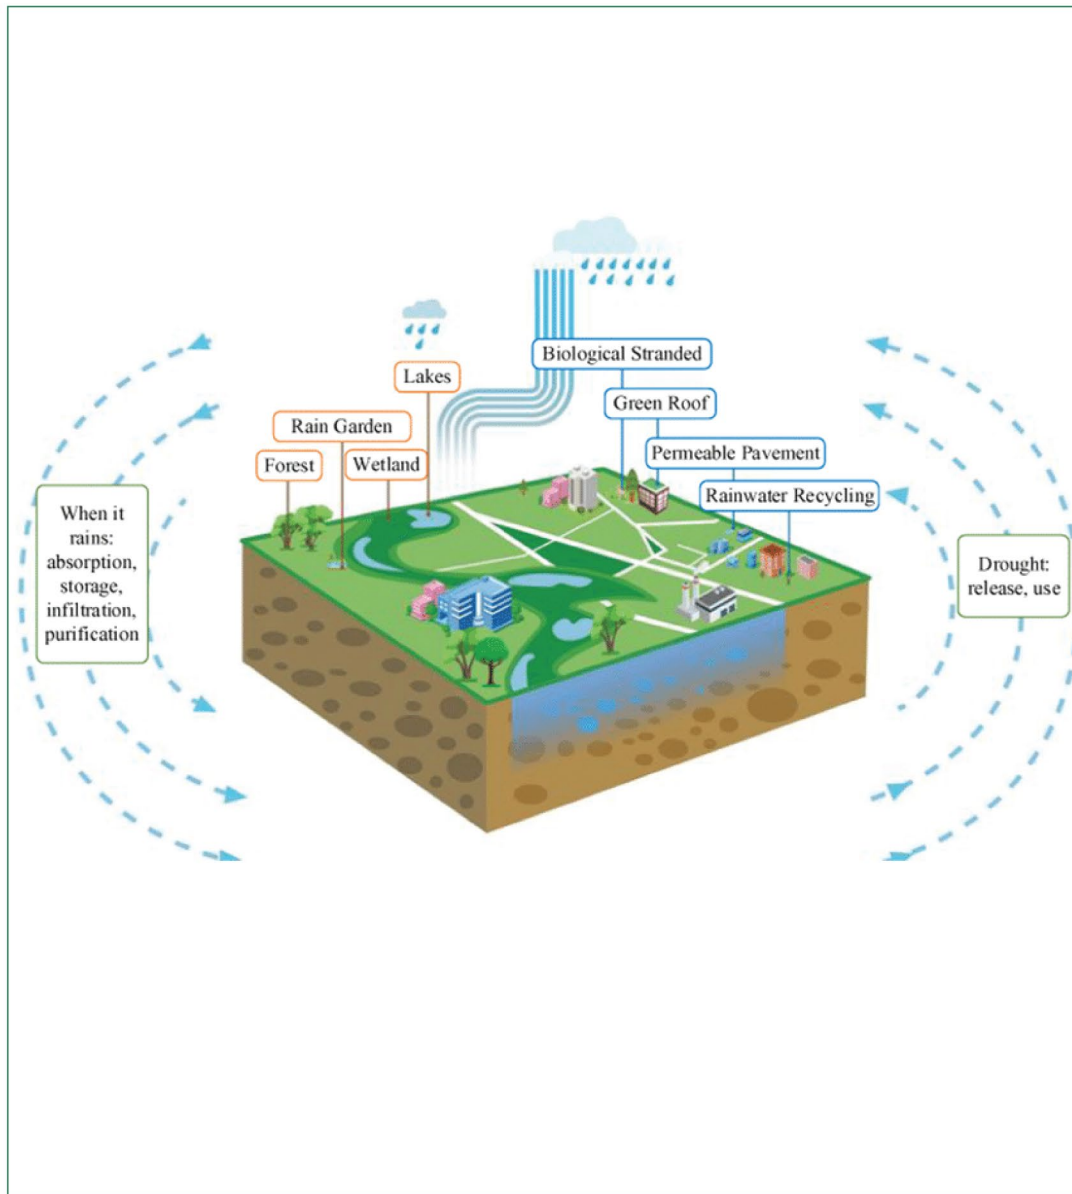 Biological Stranded
Lakes
Green Roof
Rain Garden
Permeable Pavement
Forest
Wetland
Rainwater Recycling
When it
rains:
absorption,
storage,
infiltration,
purification
Drought:
release, use